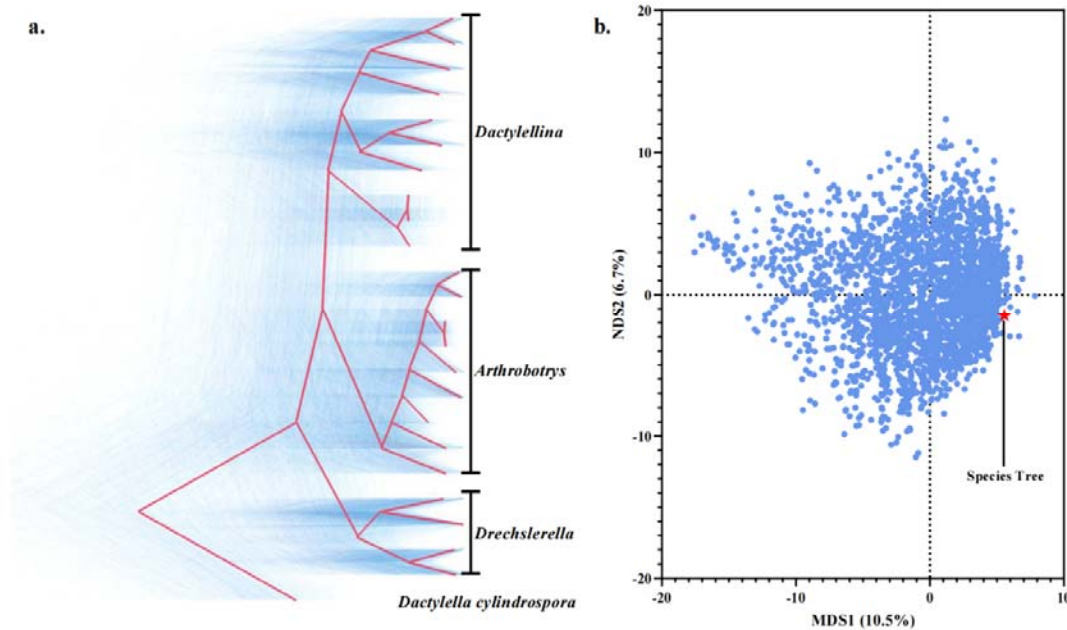 a.
Dactylellina
Arthrobotrys
Drechslerella
Dactylella cylindrospora
b.
20
10
0
-10
-20
NDS2 (6.7%)
Species Tree
-20
-10
0
10
MDS1 (10.5%)